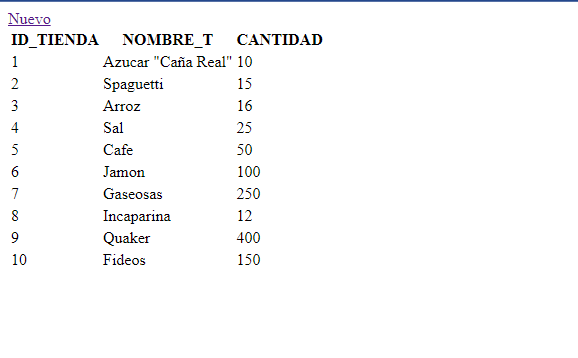 Nuevo
ID_TIENDA NOMBRE_T CANTIDAD
1 Azucar "Caña Real" 10
2 Spaguetti 15
3 Arroz 16
4 Sal 25
5 Cafe 50
6 Jamon 100
7 Gaseosas 250
8 Incaparina 12
9 Quaker 400
10 Fideos 150